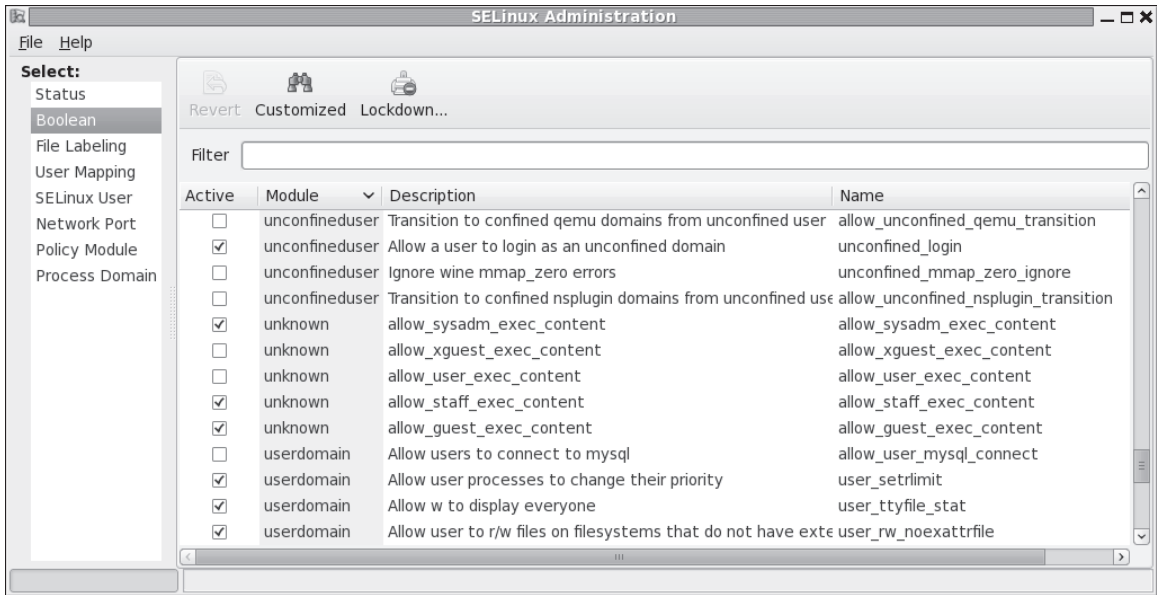 SELinux Administration
File Help
Select:
Status
Boolean
File Labeling
User Mapping
SELinux User
Network Port
Policy Module
Process Domain
Revert Customized Lockdown...
Filter
Active Module Description Name
unconfineduser Transition to confined qemu domains from unconfined user allow_unconfined_qemu_transition
unconfineduser Allow a user to login as an unconfined domain unconfined_login
unconfineduser Ignore wine mmap_zero errors unconfined_mmap_zero_ignore
unconfineduser Transition to confined nsplugin domains from unconfined use allow_unconfined_nsplugin_transition
unknown allow_sysadm_exec_content allow_sysadm_exec_content
unknown allow_xguest_exec_content allow_xguest_exec_content
unknown allow_user_exec_content allow_user_exec_content
unknown allow_staff_exec_content allow_staff_exec_content
unknown allow_guest_exec_content allow_guest_exec_content
userdomain Allow users to connect to mysql allow_user_mysql_connect
userdomain Allow user processes to change their priority user_setrlimit
userdomain Allow w to display everyone user_ttyfile_stat
userdomain Allow user to r/w files on filesystems that do not have exte user_rw_noexattrfile